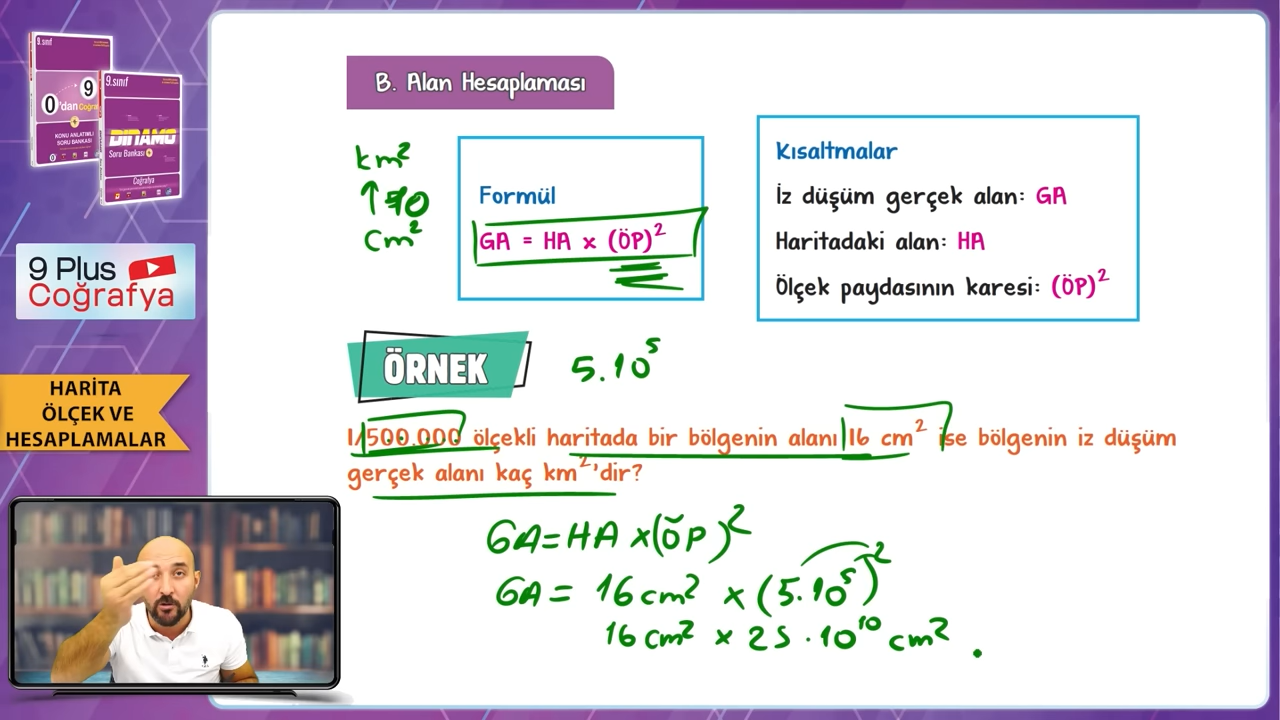 9.sınıf
0'dan 9 Coğrafya
KONU ANLATIMLI
SORU BANKASI
9.sınıf
DİNAMO
Soru Bankası
Coğrafya
9 Plus
Coğrafya
HARİTA
ÖLÇEK VE
HESAPLAMALAR
B. Alan Hesaplaması
km²
↑ 10
cm²
Formül
GA = HA x (ÖP)²
Kısaltmalar
İz düşüm gerçek alan: GA
Haritadaki alan: HA
Ölçek paydasının karesi: (ÖP)²
ÖRNEK
5.10⁵
1/500.000 ölçekli haritada bir bölgenin alanı 16 cm² ise bölgenin iz düşüm
gerçek alanı kaç km²'dir?
GA=HA x(ÖP)²
GA= 16cm² x (5.10⁵)²
16cm² x 25.10¹⁰ cm² .